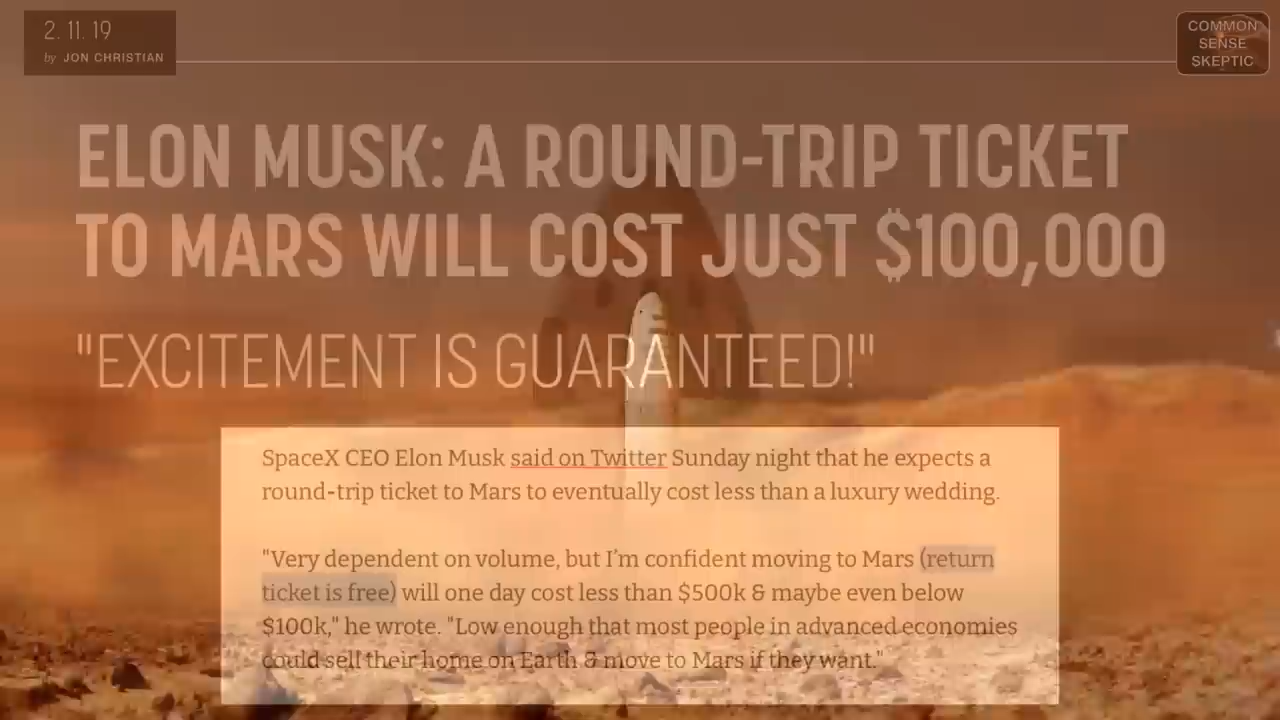 2. 11. 19
by JON CHRISTIAN
COMMON
SENSE
SKEPTIC
ELON MUSK: A ROUND-TRIP TICKET
TO MARS WILL COST JUST $100,000
"EXCITEMENT IS GUARANTEED!"
SpaceX CEO Elon Musk said on Twitter Sunday night that he expects a
round-trip ticket to Mars to eventually cost less than a luxury wedding.
"Very dependent on volume, but I'm confident moving to Mars (return
ticket is free) will one day cost less than $500k & maybe even below
$100k," he wrote. "Low enough that most people in advanced economies
could sell their home on Earth & move to Mars if they want."